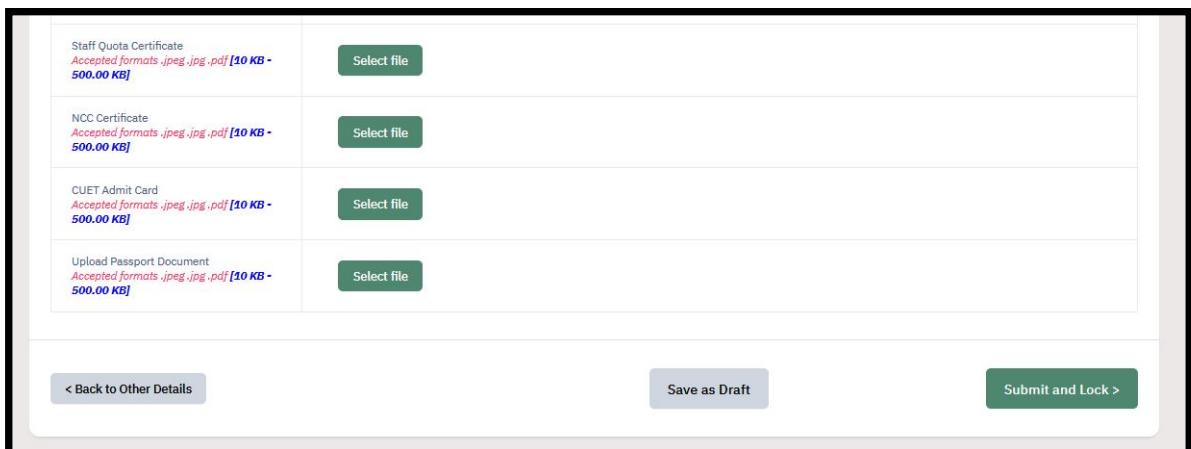 Staff Quota Certificate
Accepted formats .jpeg .jpg .pdf [10 KB -
500.00 KB]
Select file
NCC Certificate
Accepted formats .jpeg .jpg .pdf [10 KB -
500.00 KB]
Select file
CUET Admit Card
Accepted formats .jpeg .jpg .pdf [10 KB -
500.00 KB]
Select file
Upload Passport Document
Accepted formats .jpeg .jpg .pdf [10 KB -
500.00 KB]
Select file
< Back to Other Details
Save as Draft
Submit and Lock >